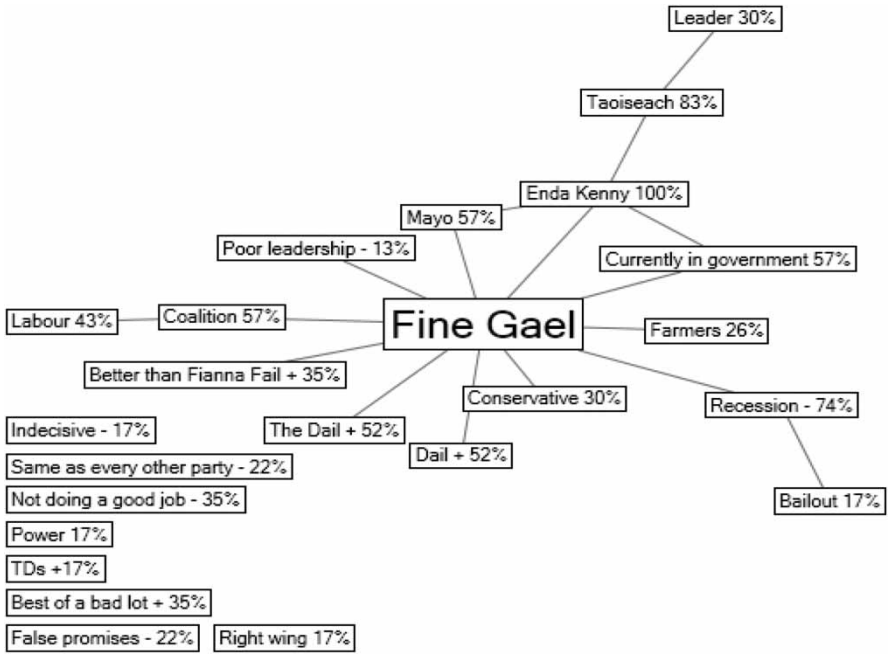 Leader 30%
Taoiseach 83%
Enda Kenny 100%
Mayo 57%
Poor leadership - 13%
Currently in government 57%
Labour 43%
Coalition 57%
Fine Gael
Farmers 26%
Better than Fianna Fail + 35%
Conservative 30%
Recession - 74%
Indecisive - 17%
The Dail + 52%
Dail + 52%
Same as every other party - 22%
Not doing a good job - 35%
Bailout 17%
Power 17%
TDs +17%
Best of a bad lot + 35%
False promises - 22%
Right wing 17%